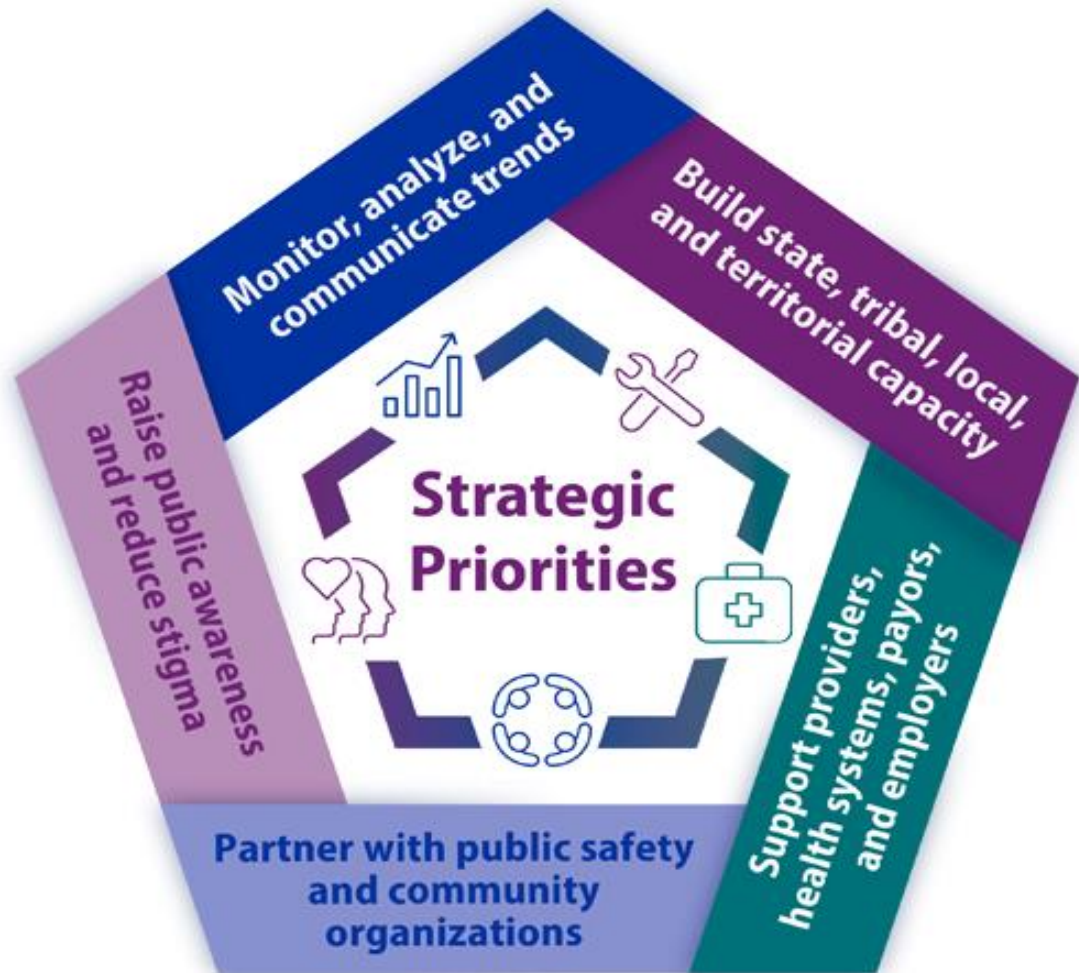 Monitor, analyze, and
communicate trends
Build state, tribal, local,
and territorial capacity
Support providers,
health systems, payors,
and employers
Partner with public safety
and community
organizations
Raise public awareness
and reduce stigma
Strategic
Priorities